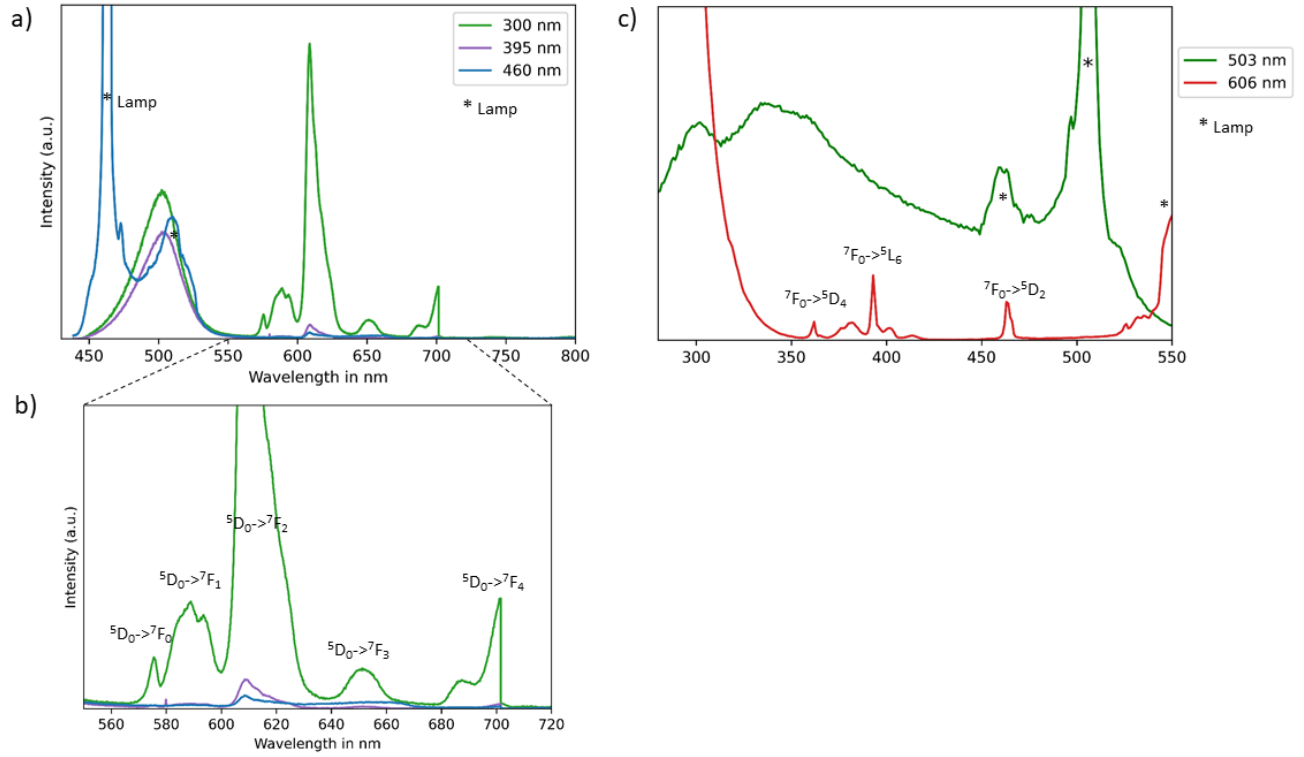 a)
300 nm
395 nm
460 nm
* Lamp
* Lamp
*
Intensity (a.u.)
450 500 550 600 650 700 750 800
Wavelength in nm
b)
⁵D₀->⁷F₂
⁵D₀->⁷F₁
⁵D₀->⁷F₄
⁵D₀->⁷F₀
⁵D₀->⁷F₃
Intensity (a.u.)
560 580 600 620 640 660 680 700 720
Wavelength in nm
c)
503 nm
606 nm
* Lamp
*
*
*
⁷F₀->⁵L₆
⁷F₀->⁵D₄
⁷F₀->⁵D₂
300 350 400 450 500 550